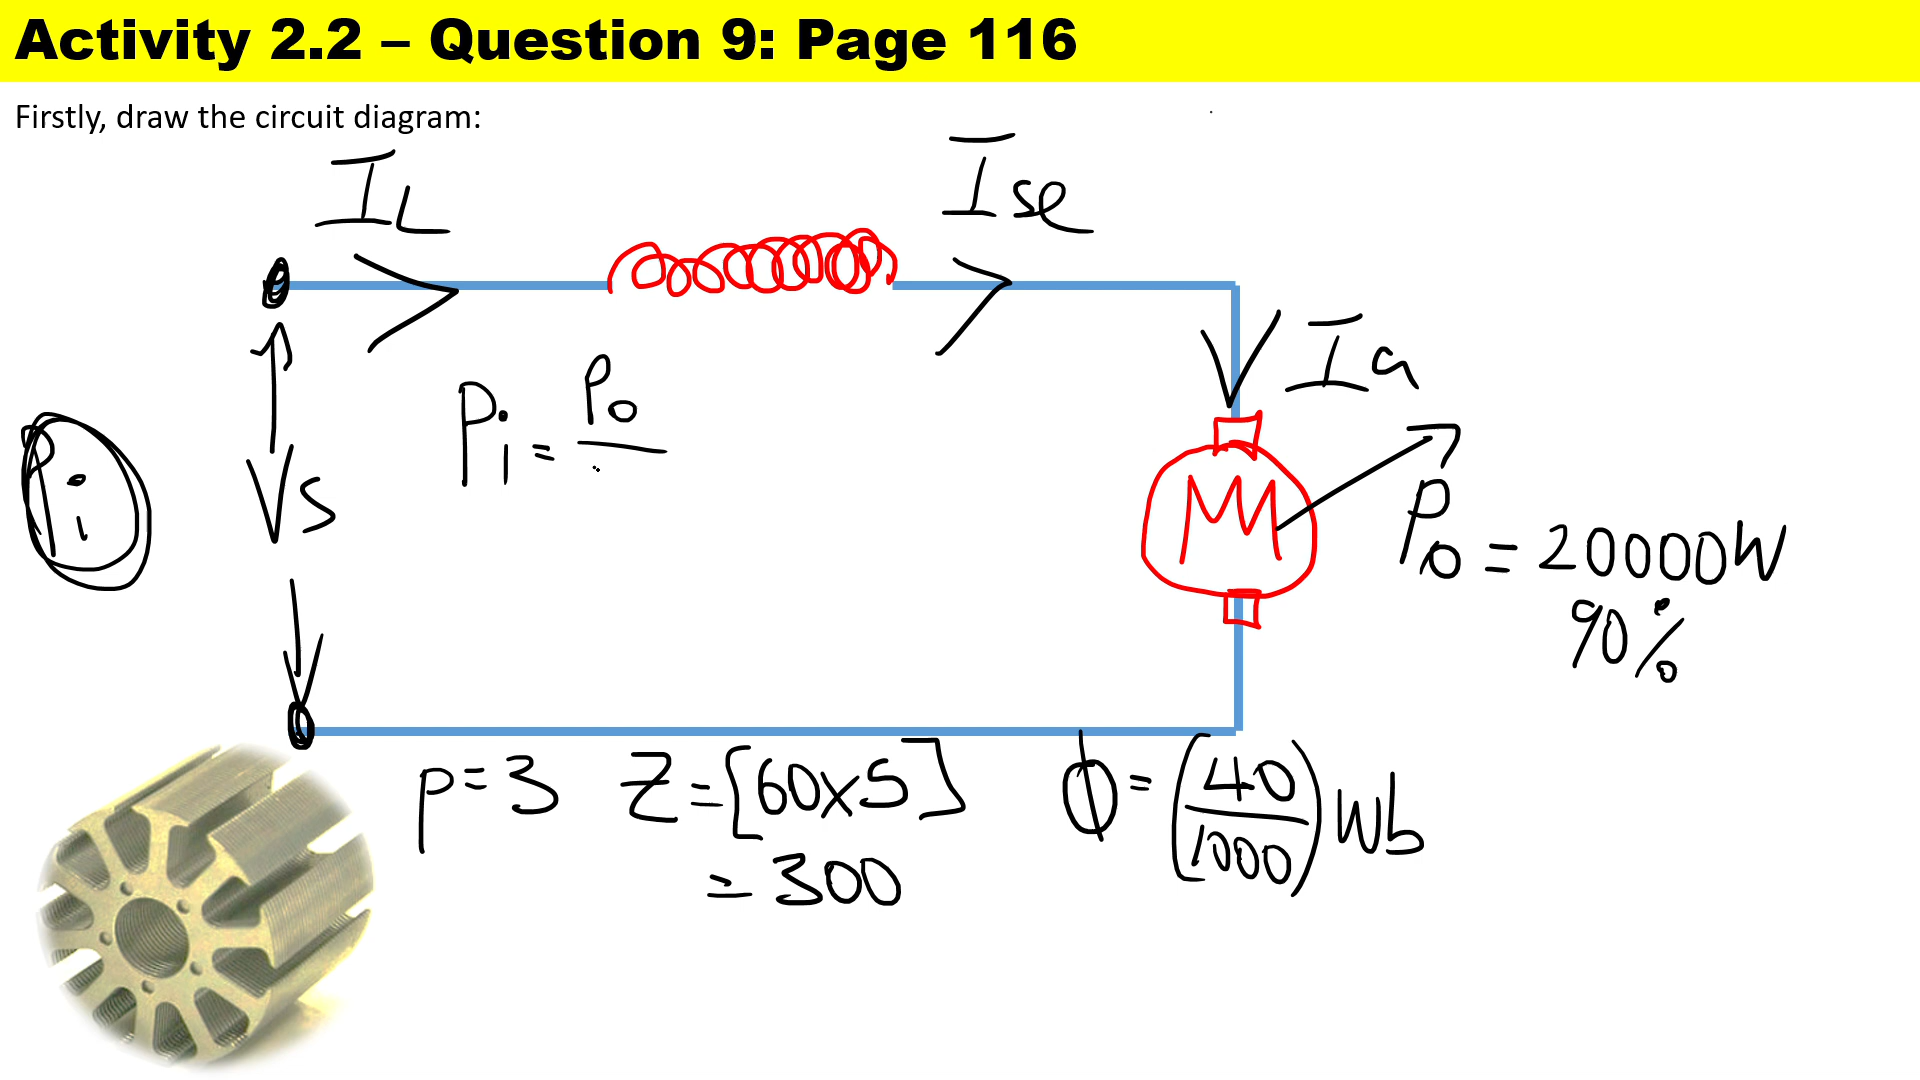 Activity 2.2 – Question 9: Page 116
Firstly, draw the circuit diagram:
IL
Ise
Ia
Pi = Po
Pi
Vs
M
Po = 20000W
90%
p=3
Z=[60x5]
= 300
ϕ = (40/1000) Wb